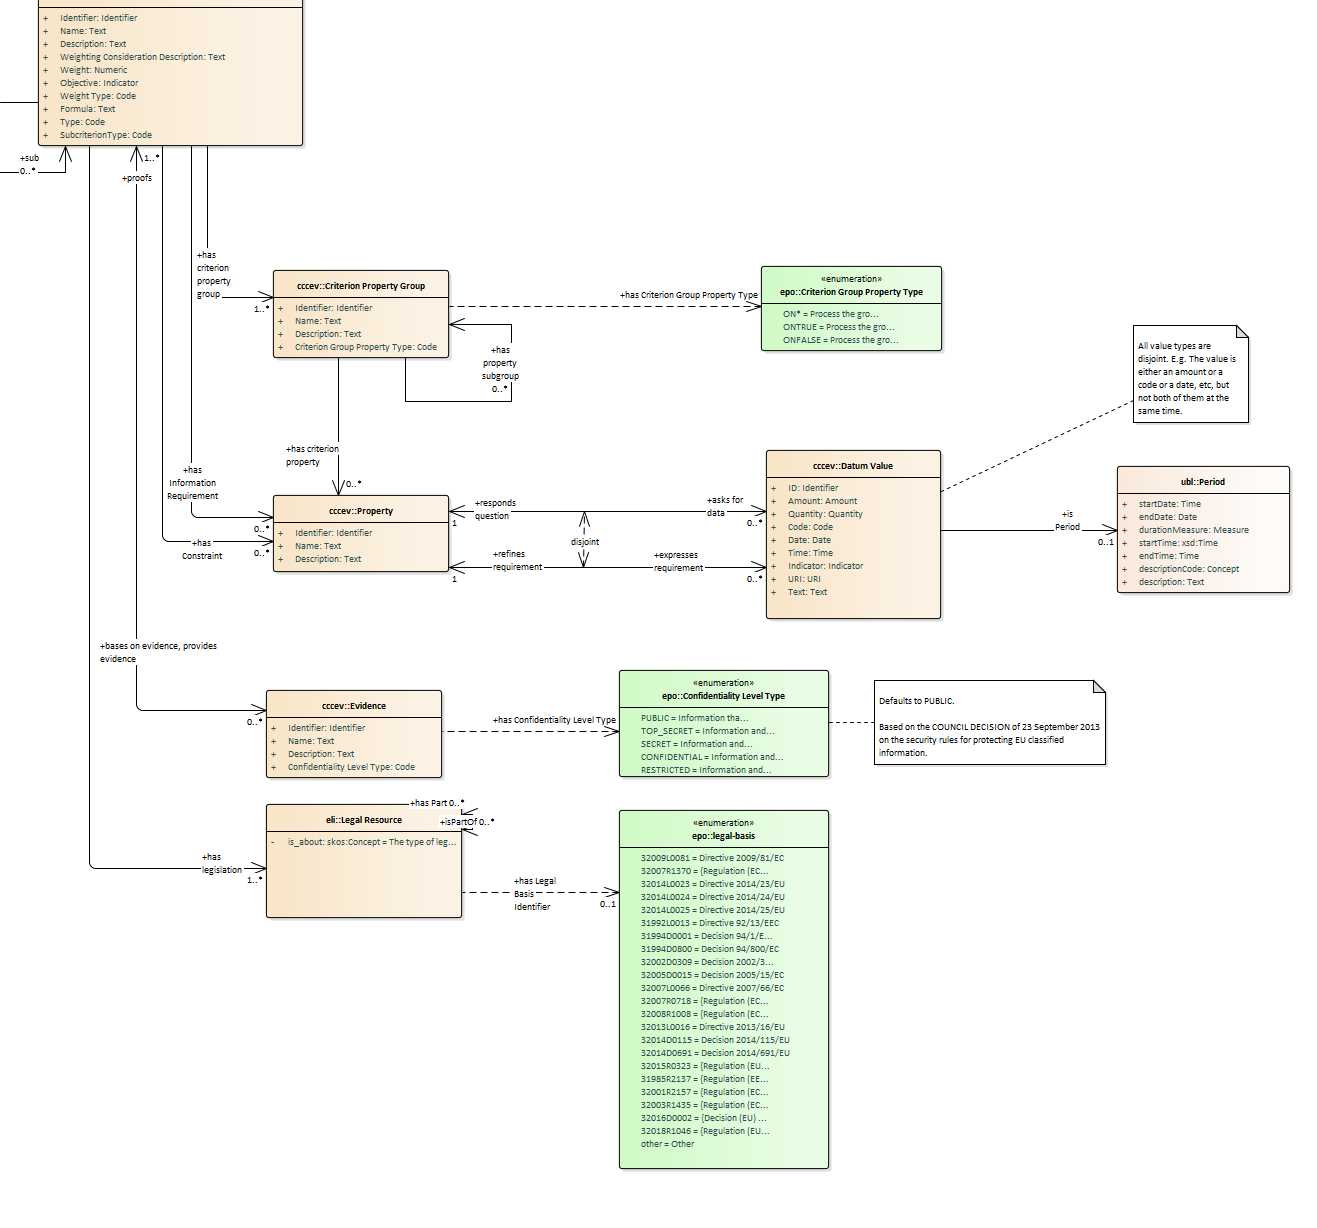 + Identifier: Identifier
+ Name: Text
+ Description: Text
+ Weighting Consideration Description: Text
+ Weight: Numeric
+ Objective: Indicator
+ Weight Type: Code
+ Formula: Text
+ Type: Code
+ SubcriterionType: Code
+sub
0..*
1..*
+proofs
+has
criterion
property
group
1..*
cccev::Criterion Property Group
+ Identifier: Identifier
+ Name: Text
+ Description: Text
+ Criterion Group Property Type: Code
+has Criterion Group Property Type
«enumeration»
epo::Criterion Group Property Type
ON* = Process the gro...
ONTRUE = Process the gro...
ONFALSE = Process the gro...
+has
property
subgroup
0..*
All value types are
disjoint. E.g. The value is
either an amount or a
code or a date, etc, but
not both of them at the
same time.
+has criterion
property
0..*
+has
Information
Requirement
0..*
+has
Constraint
0..*
cccev::Property
+ Identifier: Identifier
+ Name: Text
+ Description: Text
+responds
question
1
+asks for
data
0..*
disjoint
+refines
requirement
1
+expresses
requirement
0..*
cccev::Datum Value
+ ID: Identifier
+ Amount: Amount
+ Quantity: Quantity
+ Code: Code
+ Date: Date
+ Time: Time
+ Indicator: Indicator
+ URI: URI
+ Text: Text
+is
Period
0..1
ubl::Period
+ startDate: Time
+ endDate: Date
+ durationMeasure: Measure
+ startTime: xsd:Time
+ endTime: Time
+ descriptionCode: Concept
+ description: Text
+bases on evidence, provides
evidence
0..*
cccev::Evidence
+ Identifier: Identifier
+ Name: Text
+ Description: Text
+ Confidentiality Level Type: Code
+has Confidentiality Level Type
«enumeration»
epo::Confidentiality Level Type
PUBLIC = Information tha...
TOP_SECRET = Information and...
SECRET = Information and...
CONFIDENTIAL = Information and...
RESTRICTED = Information and...
Defaults to PUBLIC.
Based on the COUNCIL DECISION of 23 September 2013
on the security rules for protecting EU classified
information.
+has Part 0..*
+isPartOf 0..*
eli::Legal Resource
- is_about: skos:Concept = The type of leg...
+has
legislation
1..*
+has Legal
Basis
Identifier
0..1
«enumeration»
epo::legal-basis
32009L0081 = Directive 2009/81/EC
32007R1370 = {Regulation (EC...
32014L0023 = Directive 2014/23/EU
32014L0024 = Directive 2014/24/EU
32014L0025 = Directive 2014/25/EU
31992L0013 = Directive 92/13/EEC
31994D0001 = Decision 94/1/E...
31994D0800 = Decision 94/800/EC
32002D0309 = Decision 2002/3...
32005D0015 = Decision 2005/15/EC
32007L0066 = Directive 2007/66/EC
32007R0718 = {Regulation (EC...
32008R1008 = {Regulation (EC...
32013L0016 = Directive 2013/16/EU
32014D0115 = Decision 2014/115/EU
32014D0691 = Decision 2014/691/EU
32015R0323 = {Regulation (EU...
31985R2137 = {Regulation (EE...
32001R2157 = {Regulation (EC...
32003R1435 = {Regulation (EC...
32016D0002 = {Decision (EU) ...
32018R1046 = {Regulation (EU...
other = Other